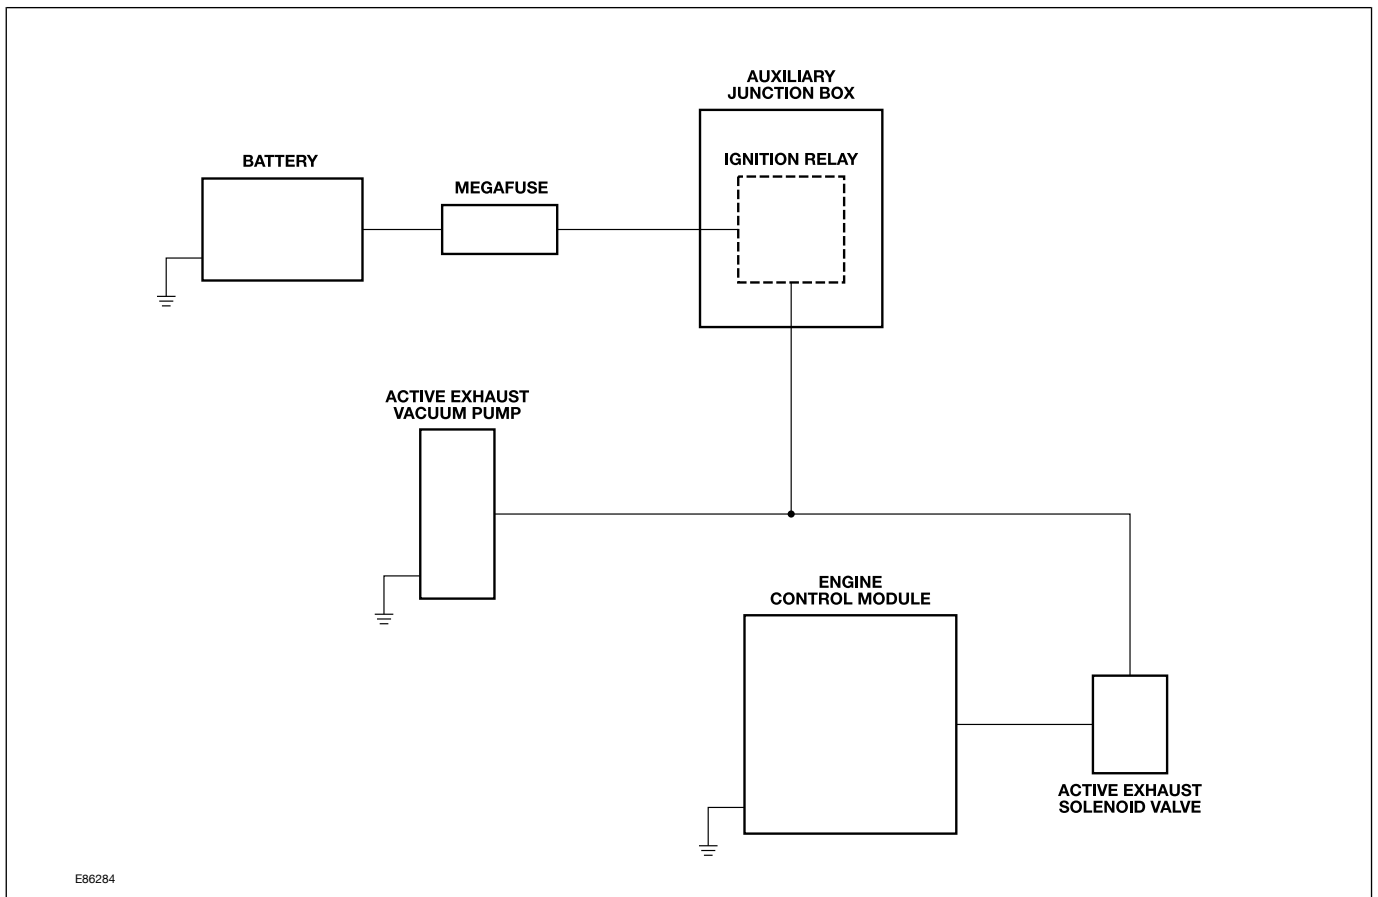 AUXILIARY
JUNCTION BOX
IGNITION RELAY
BATTERY
MEGAFUSE
ACTIVE EXHAUST
VACUUM PUMP
ENGINE
CONTROL MODULE
ACTIVE EXHAUST
SOLENOID VALVE
E86284